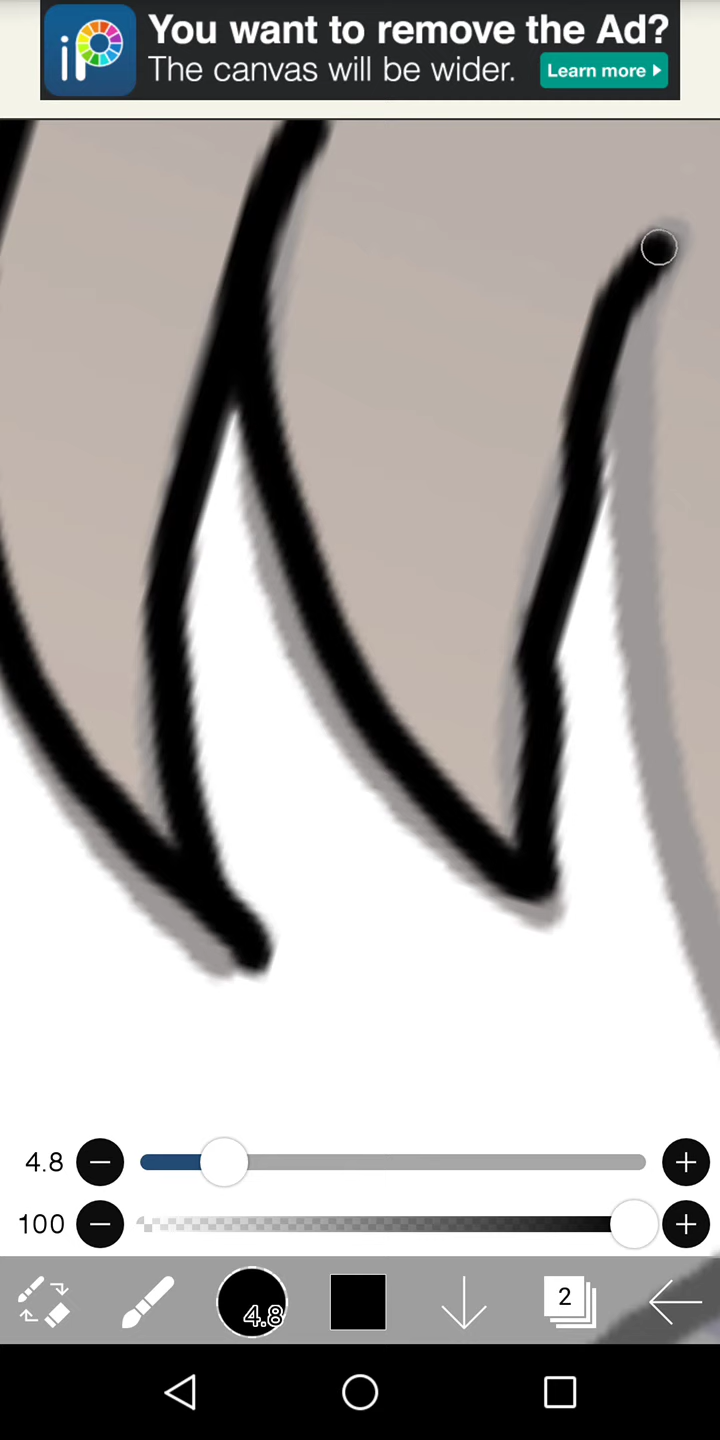 iP
You want to remove the Ad?
The canvas will be wider.
Learn more
4.8
100
4.8
2